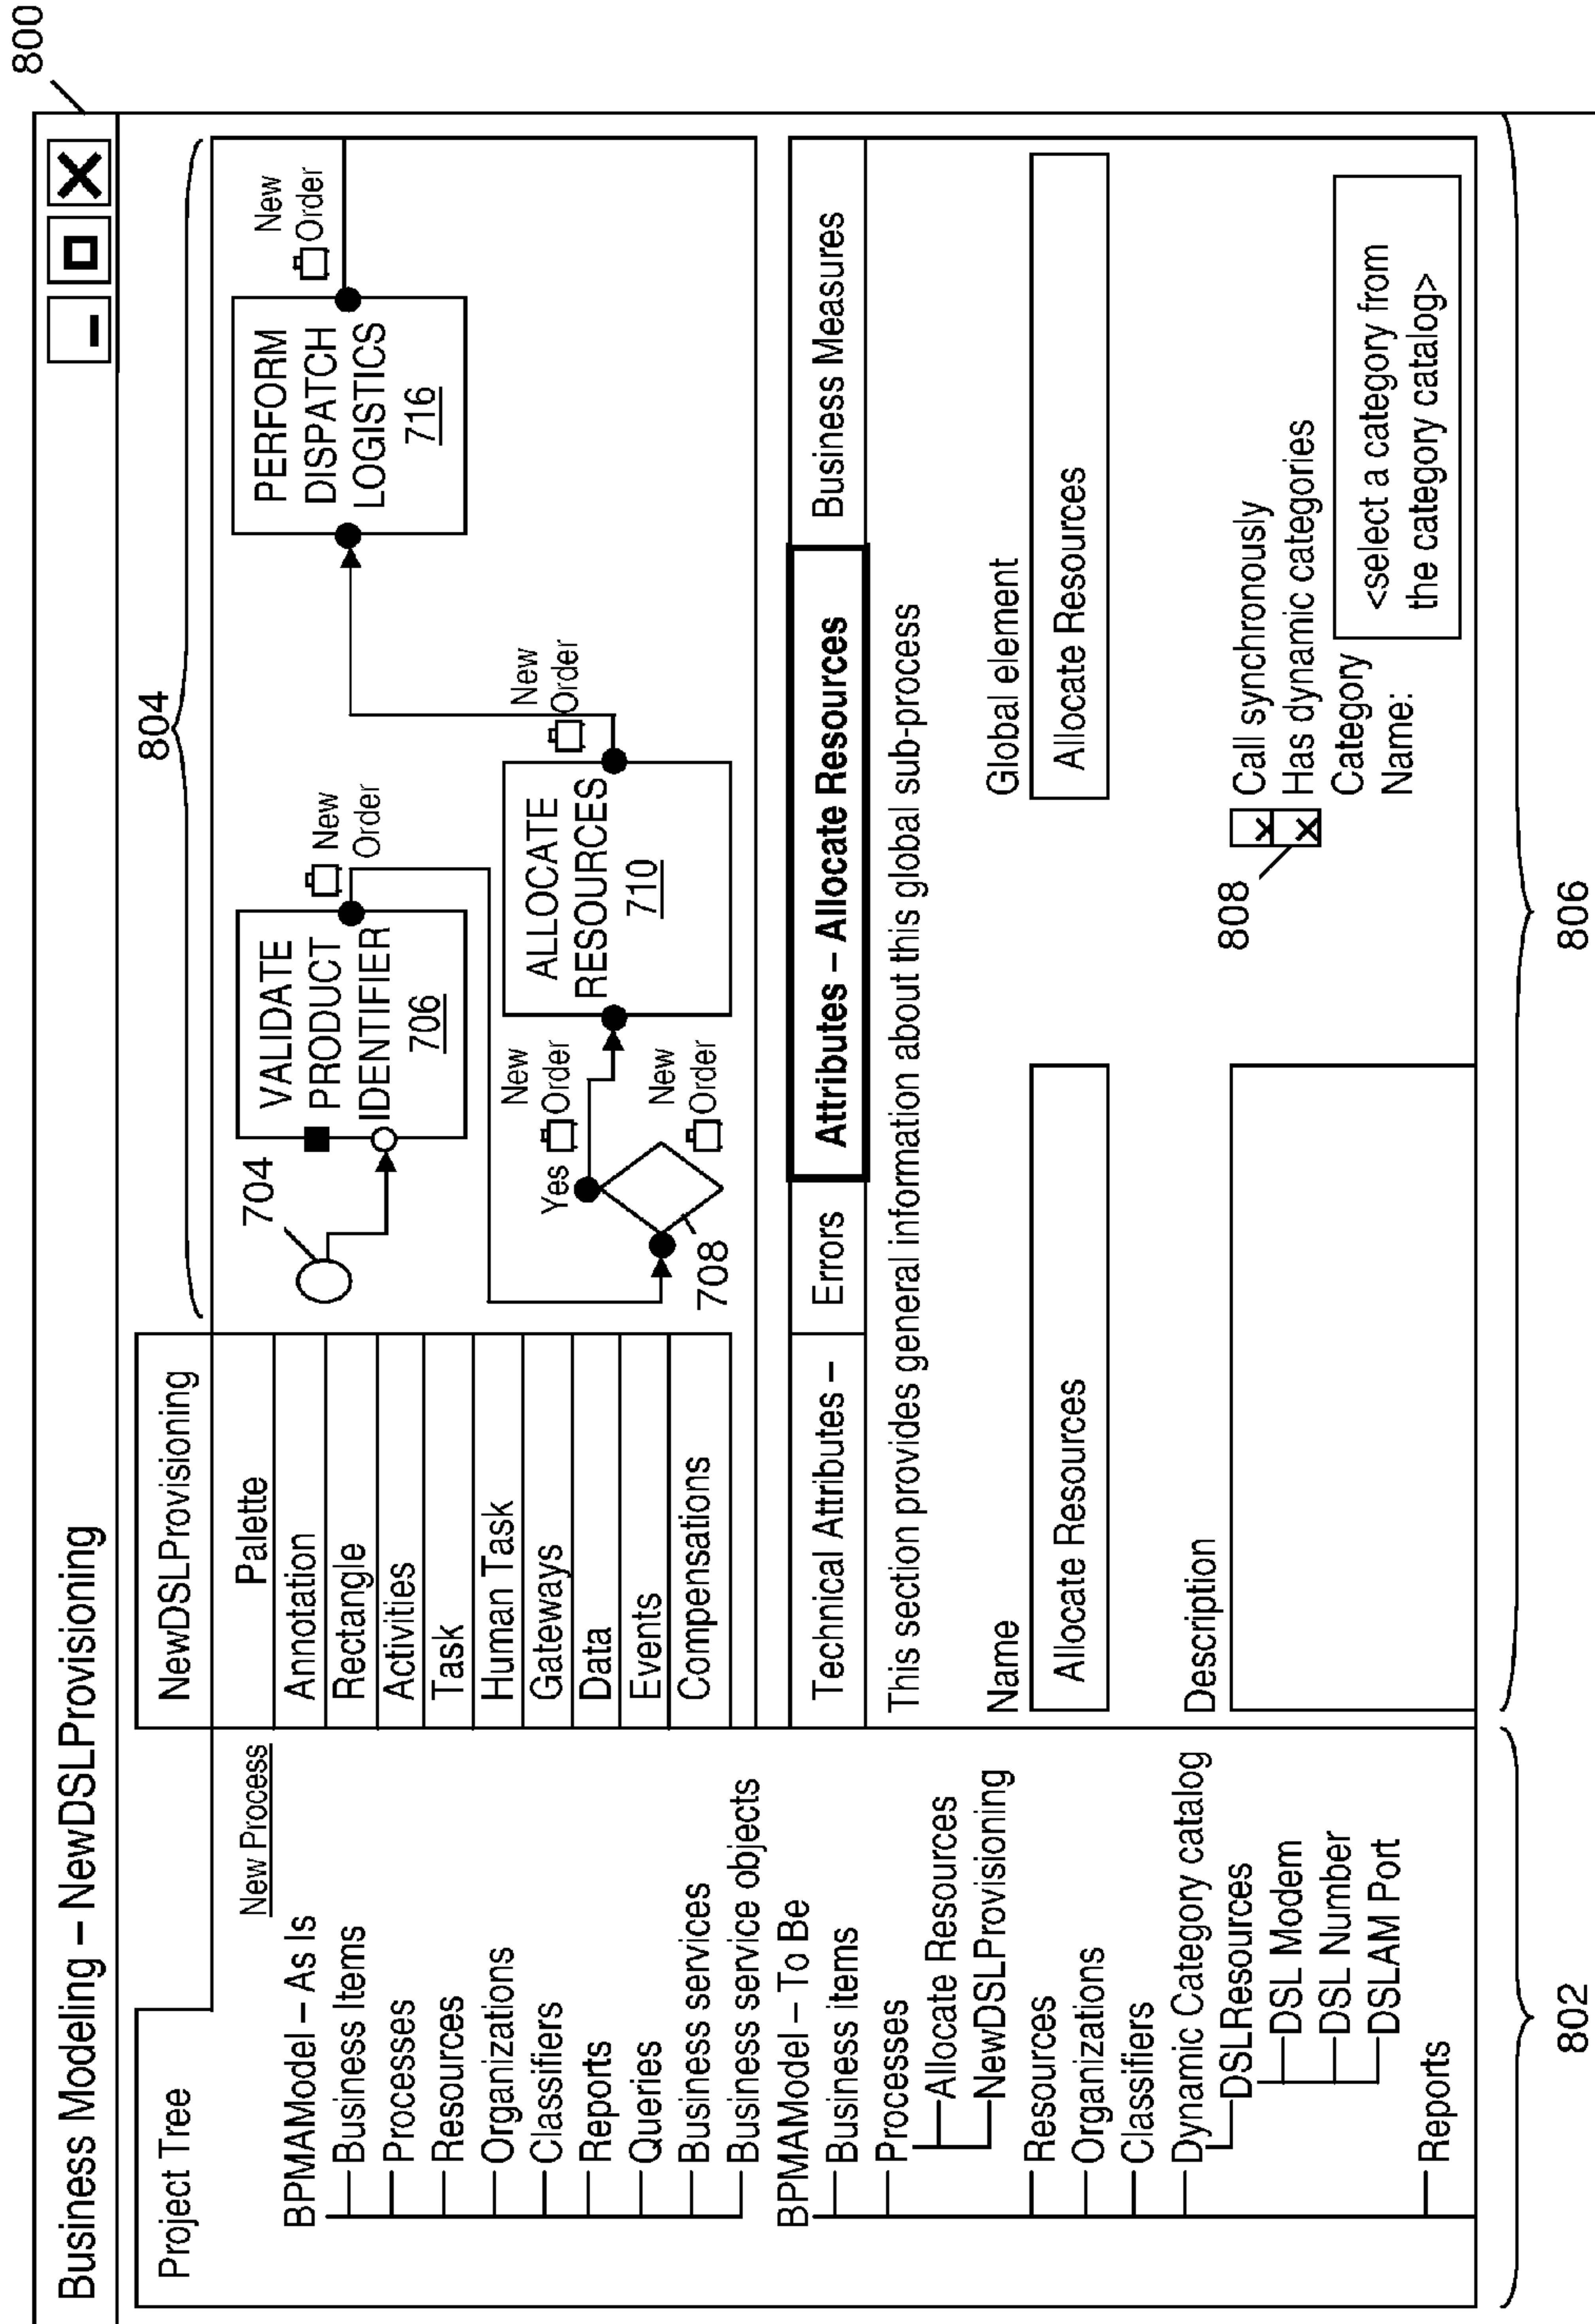 800
Business Modeling – NewDSLProvisioning
Project Tree
New Process
BPMAModel – As Is
Business Items
Processes
Resources
Organizations
Classifiers
Reports
Queries
Business services
Business service objects
BPMAModel – To Be
Business items
Processes
Allocate Resources
NewDSLProvisioning
Resources
Organizations
Classifiers
Dynamic Category catalog
DSLResources
DSL Modem
DSL Number
DSLAM Port
Reports
802
NewDSLProvisioning
Palette
Annotation
Rectangle
Activities
Task
Human Task
Gateways
Data
Events
Compensations
804
704
VALIDATE
PRODUCT
IDENTIFIER
706
New
Order
708
Yes
New
Order
New
Order
ALLOCATE
RESOURCES
710
New
Order
PERFORM
DISPATCH
LOGISTICS
716
New
Order
Technical Attributes –
Errors
Attributes – Allocate Resources
Business Measures
This section provides general information about this global sub-process
Name
Allocate Resources
Global element
Allocate Resources
Description
808
x Call synchronously
x Has dynamic categories
Category
Name:
<select a category from
the category catalog>
806